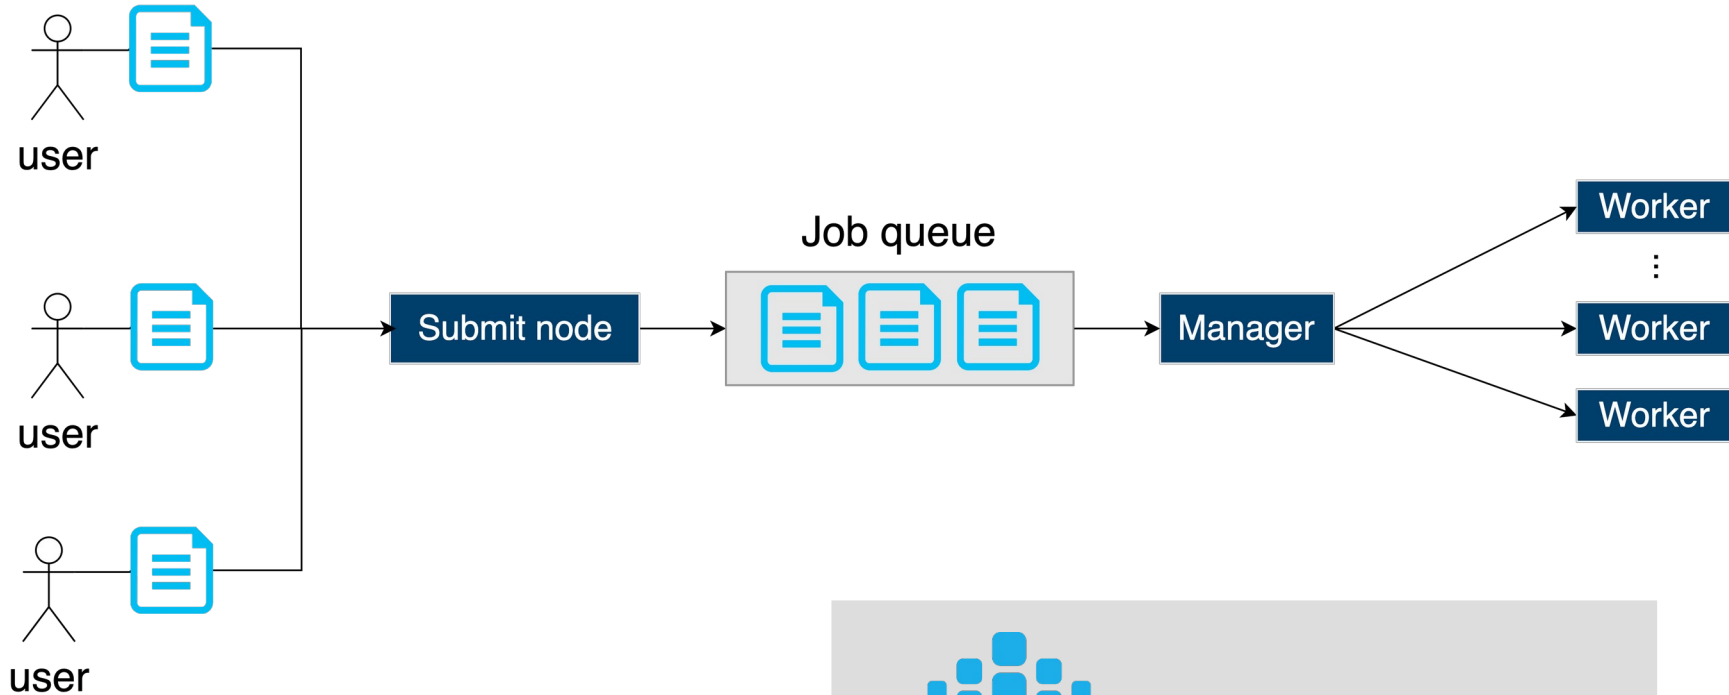 user
user
user
Submit node
Job queue
Manager
Worker
⋮
Worker
Worker